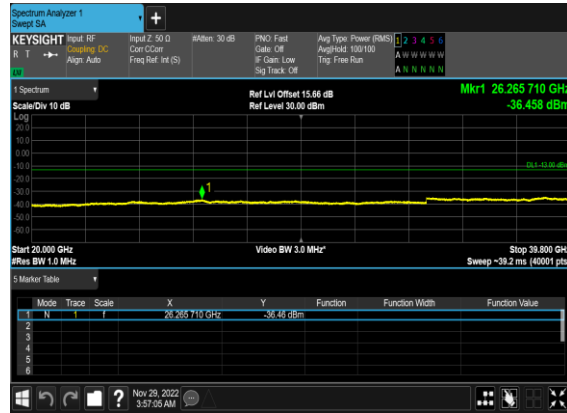 Spectrum Analyzer 1
Swept SA
+
KEYSIGHT
R T
Input: RF
Coupling: DC
Align: Auto
Input Z: 50 Ω
Corr CCorr
Freq Ref: Int (S)
#Atten: 30 dB
PNO: Fast
Gate: Off
IF Gain: Low
Sig Track: Off
Avg Type: Power (RMS)
Avg|Hold: 100/100
Trig: Free Run
1 2 3 4 5 6
A W W W W W
A N N N N N
1 Spectrum
Scale/Div 10 dB
Ref Lvl Offset 15.66 dB
Ref Level 30.00 dBm
Mkr1 26.265 710 GHz
-36.458 dBm
Log
20.0
10.0
0.00
-10.0
-20.0
-30.0
-40.0
-50.0
-60.0
DL1 -13.00 dBm
1
Start 20.000 GHz
#Res BW 1.0 MHz
Video BW 3.0 MHz*
Stop 39.800 GHz
Sweep ~39.2 ms (40001 pts)
5 Marker Table
Mode Trace Scale X Y Function Function Width Function Value
1 N 1 f 26.265 710 GHz -36.46 dBm
2
3
4
5
6
?
Nov 29, 2022
3:57:05 AM